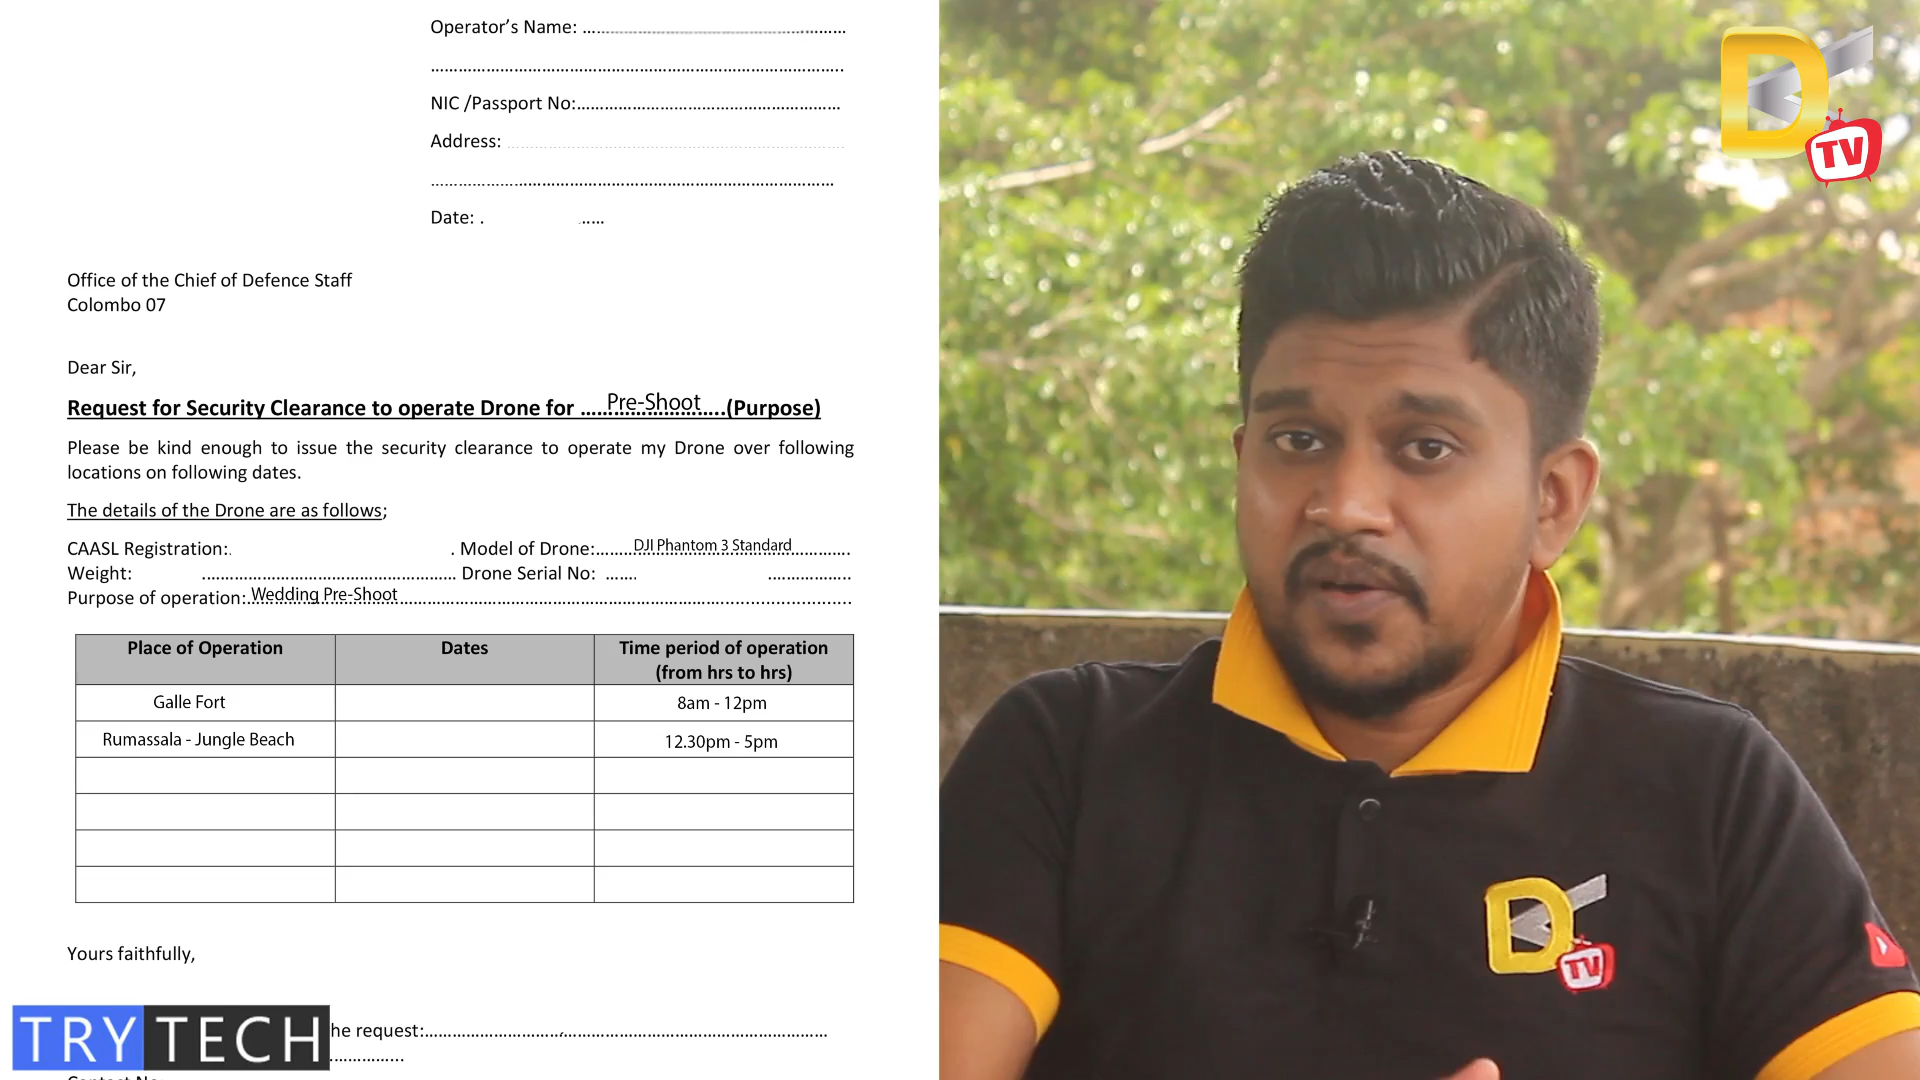 Operator's Name: ........................................................
........................................................................................
NIC /Passport No:........................................................
Address: ........................................................................
........................................................................................
Date: . .....
Office of the Chief of Defence Staff
Colombo 07
Dear Sir,
Request for Security Clearance to operate Drone for ......Pre-Shoot......(Purpose)
Please be kind enough to issue the security clearance to operate my Drone over following
locations on following dates.
The details of the Drone are as follows;
CAASL Registration:. . Model of Drone:........DJI Phantom 3 Standard............
Weight: ...................................................... Drone Serial No: ....... ................
Purpose of operation:.Wedding Pre-Shoot................................................................
Place of Operation Dates Time period of operation
(from hrs to hrs)
Galle Fort 8am - 12pm
Rumassala - Jungle Beach 12.30pm - 5pm
Yours faithfully,
he request:....................................................................................
................
TRYTECH
D
TV
D
TV